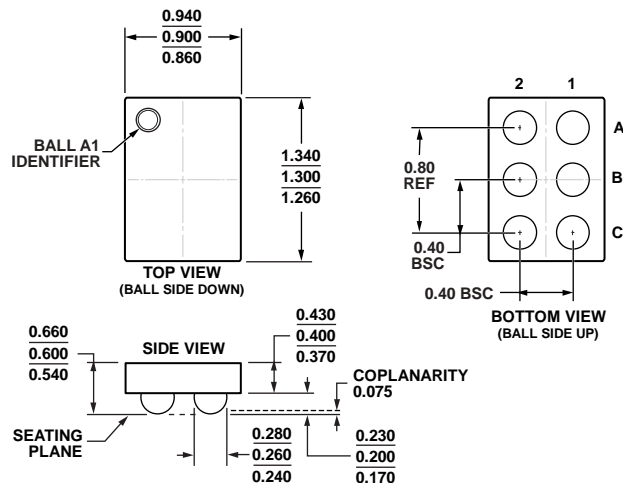 0.940
0.900
0.860
BALL A1
IDENTIFIER
1.340
1.300
1.260
TOP VIEW
(BALL SIDE DOWN)
2 1
A
B
C
0.80
REF
0.40
BSC
0.40 BSC
BOTTOM VIEW
(BALL SIDE UP)
0.660
0.600
0.540
SIDE VIEW
0.430
0.400
0.370
COPLANARITY
0.075
SEATING
PLANE
0.280
0.260
0.240
0.230
0.200
0.170